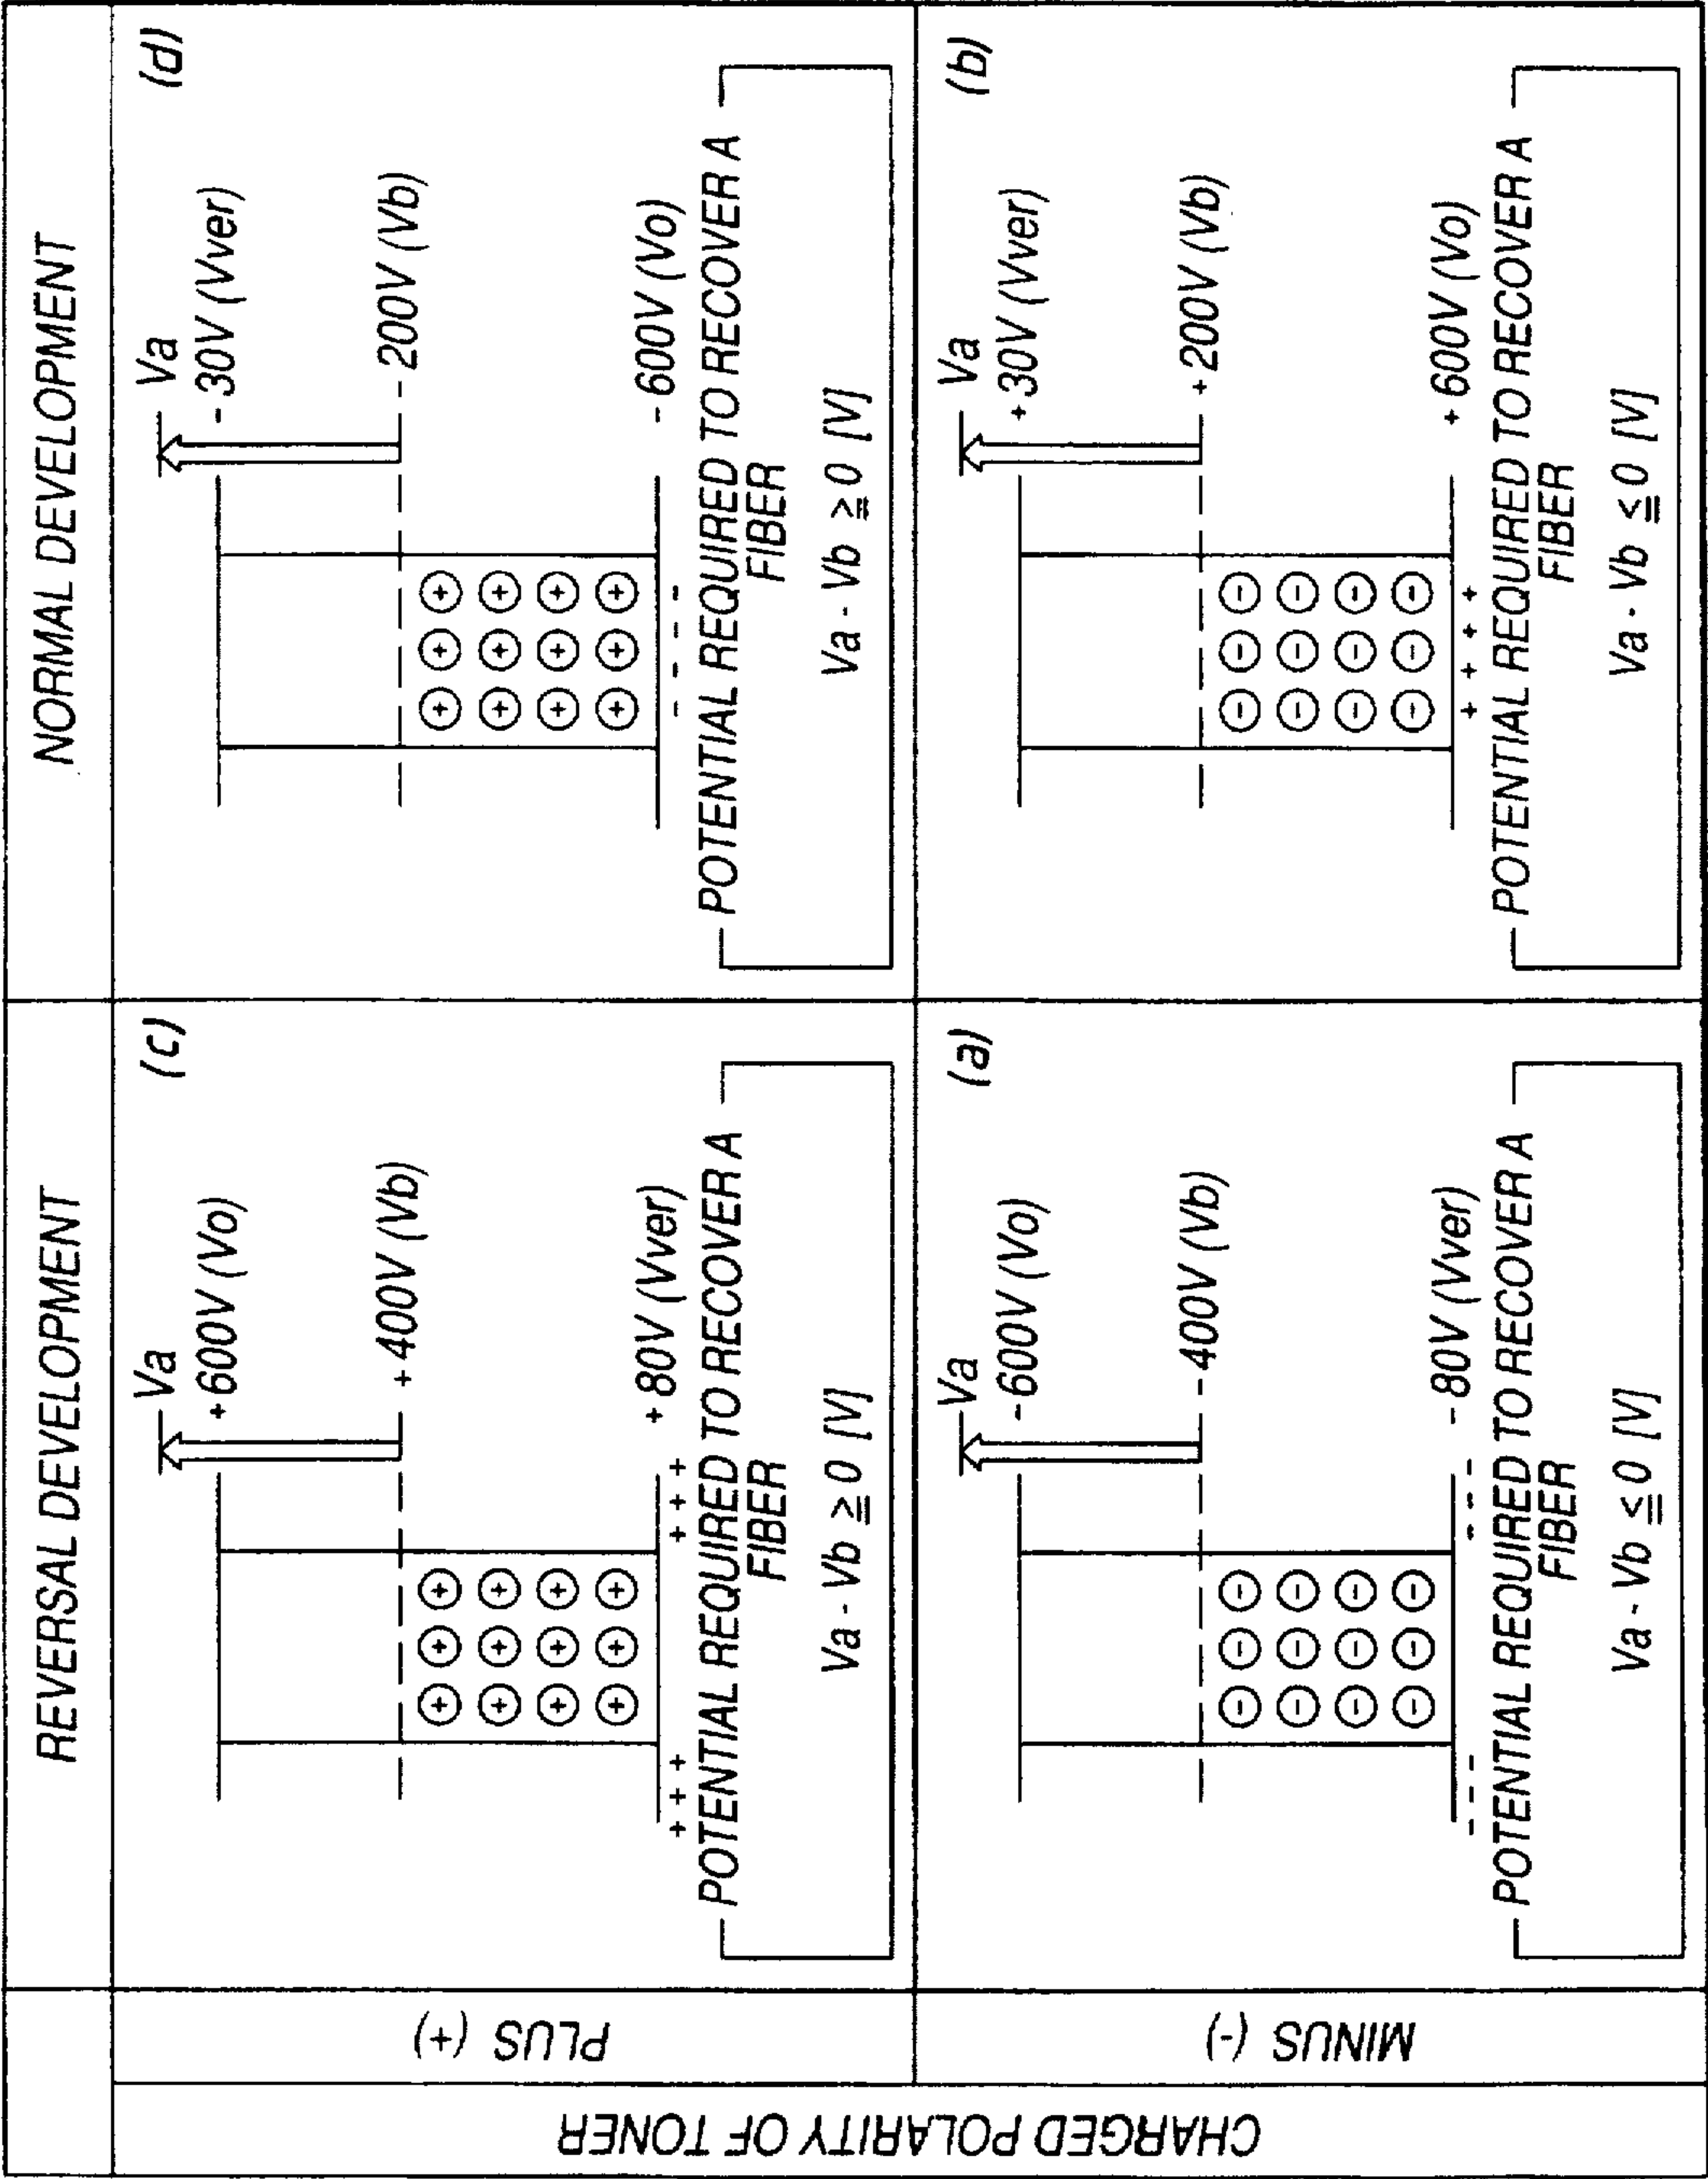 REVERSAL DEVELOPMENT
NORMAL DEVELOPMENT
CHARGED POLARITY OF TONER
PLUS (+)
(c)
Va
+600V (Vo)
+400V (Vb)
+ + +
+ + +
+ + +
+ + +
+80V (Vver)
+ + + + + +
POTENTIAL REQUIRED TO RECOVER A
FIBER
Va - Vb ≧ 0 [V]
(d)
Va
-30V (Vver)
-200V (Vb)
+ + +
+ + +
+ + +
+ + +
-600V (Vo)
- - - -
POTENTIAL REQUIRED TO RECOVER A
FIBER
Va - Vb ≧ 0 [V]
MINUS (-)
(a)
Va
-600V (Vo)
-400V (Vb)
- - -
- - -
- - -
- - -
-80V (Vver)
- - - - - -
POTENTIAL REQUIRED TO RECOVER A
FIBER
Va - Vb ≦ 0 [V]
(b)
Va
+30V (Vver)
+200V (Vb)
- - -
- - -
- - -
- - -
+600V (Vo)
+ + + +
POTENTIAL REQUIRED TO RECOVER A
FIBER
Va - Vb ≦ 0 [V]